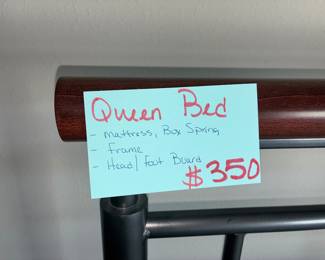 Queen Bed
- Mattress, Box Spring,
- Frame
- Head/Foot Board
$350